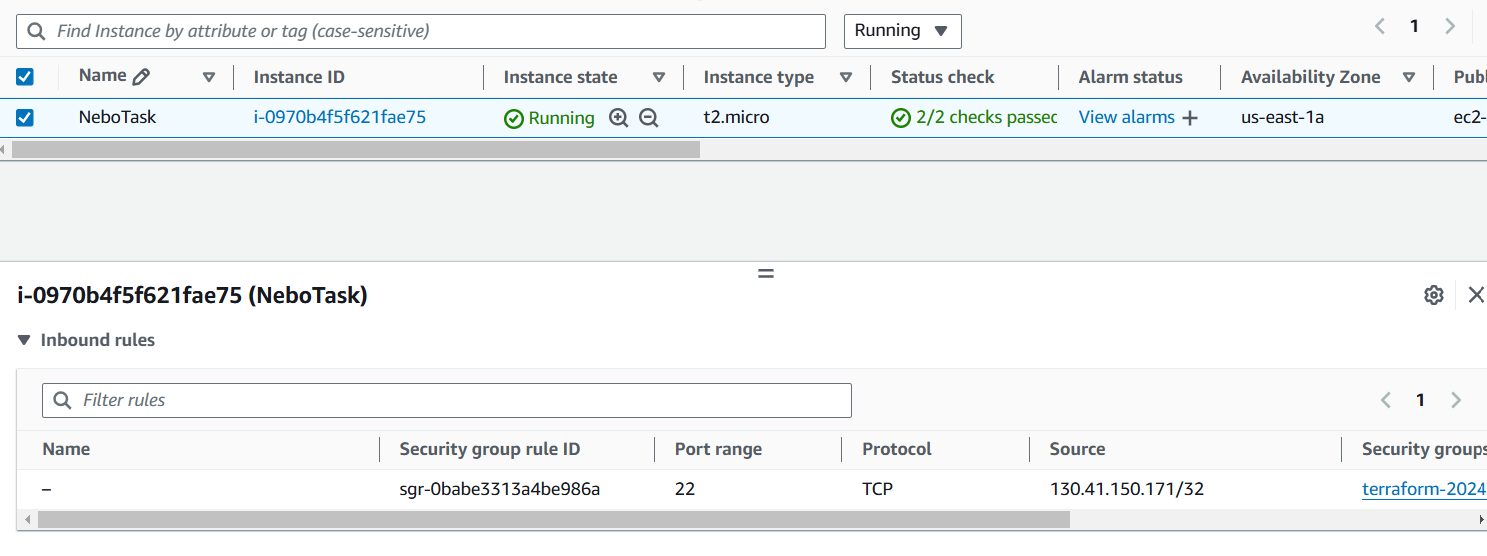 Find Instance by attribute or tag (case-sensitive) Running 1
Name Instance ID Instance state Instance type Status check Alarm status Availability Zone Publ
NeboTask i-0970b4f5f621fae75 Running t2.micro 2/2 checks passed View alarms + us-east-1a ec2-
i-0970b4f5f621fae75 (NeboTask)
Inbound rules
Filter rules 1
Name Security group rule ID Port range Protocol Source Security groups
– sgr-0babe3313a4be986a 22 TCP 130.41.150.171/32 terraform-2024